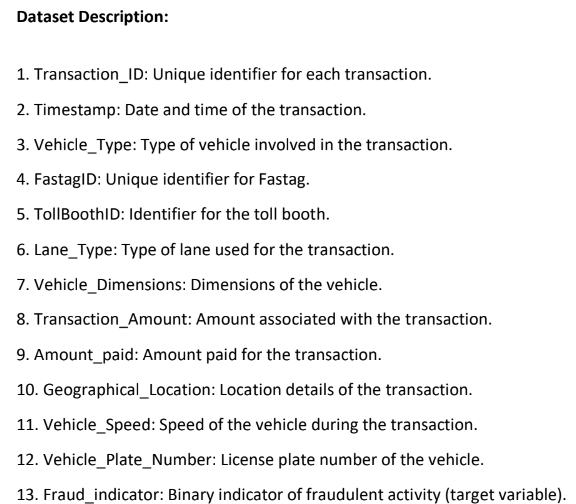 Dataset Description:
1. Transaction_ID: Unique identifier for each transaction.
2. Timestamp: Date and time of the transaction.
3. Vehicle_Type: Type of vehicle involved in the transaction.
4. FastagID: Unique identifier for Fastag.
5. TollBoothID: Identifier for the toll booth.
6. Lane_Type: Type of lane used for the transaction.
7. Vehicle_Dimensions: Dimensions of the vehicle.
8. Transaction_Amount: Amount associated with the transaction.
9. Amount_paid: Amount paid for the transaction.
10. Geographical_Location: Location details of the transaction.
11. Vehicle_Speed: Speed of the vehicle during the transaction.
12. Vehicle_Plate_Number: License plate number of the vehicle.
13. Fraud_indicator: Binary indicator of fraudulent activity (target variable).